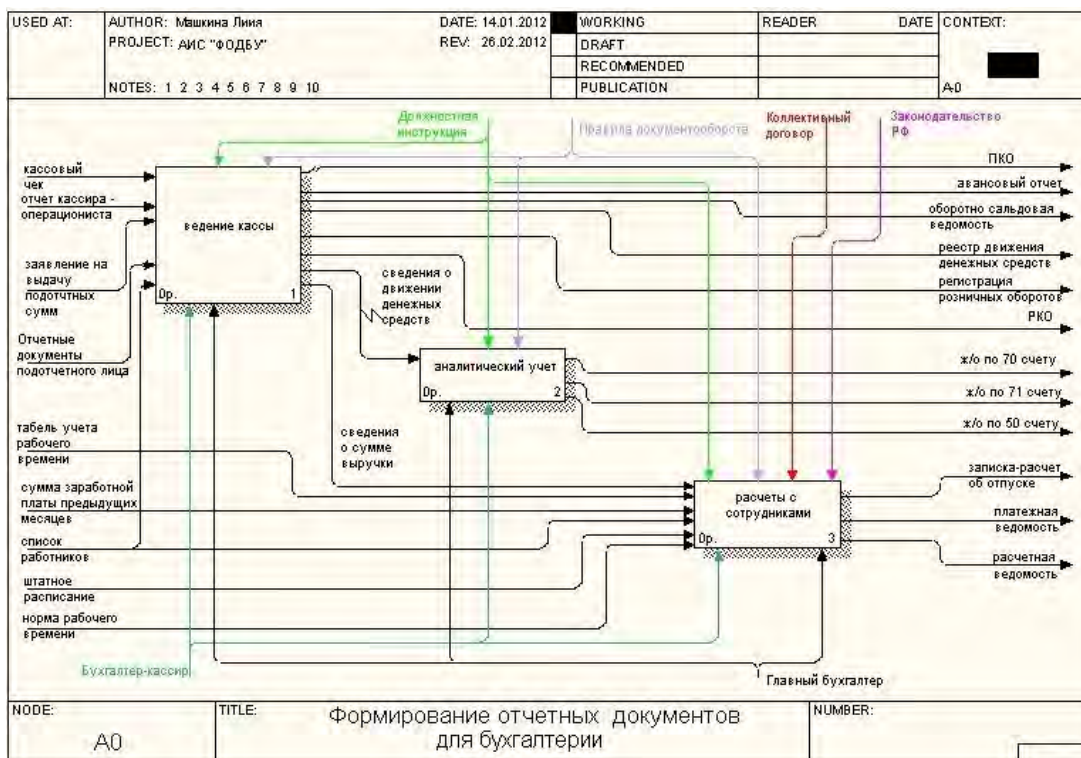 USED AT:
AUTHOR: Машкина Лиия
DATE: 14.01.2012
PROJECT: АИС "ФОДБУ"
REV: 26.02.2012
NOTES: 1 2 3 4 5 6 7 8 9 10
WORKING
DRAFT
RECOMMENDED
PUBLICATION
READER
DATE
CONTEXT:
A-0
Должностная
инструкция
Правила документооборота
Коллективный
договор
Законодательство
РФ
кассовый
чек
отчет кассира -
операциониста
заявление на
выдачу
подотчтных
сумм
Отчетные
документы
подотчетного лица
табель учета
рабочего
времени
сумма заработной
платы предыдущих
месяцев
список
работников
штатное
расписание
норма рабочего
времени
Бухгалтер-кассир
ведение кассы
0р.
1
сведения о
движении
денежных
средств
аналитический учет
0р.
2
сведения
о сумме
выручки
расчеты с
сотрудниками
0р.
3
Главный бухгалтер
ПКО
авансовый отчет
оборотно сальдовая
ведомость
реестр движения
денежных средств
регистрация
розничных оборотов
РКО
ж/о по 70 счету
ж/о по 71 счету
ж/о по 50 счету
записка-расчет
об отпуске
платежная
ведомость
расчетная
ведомость
NODE:
A0
TITLE:
Формирование отчетных документов
для бухгалтерии
NUMBER: